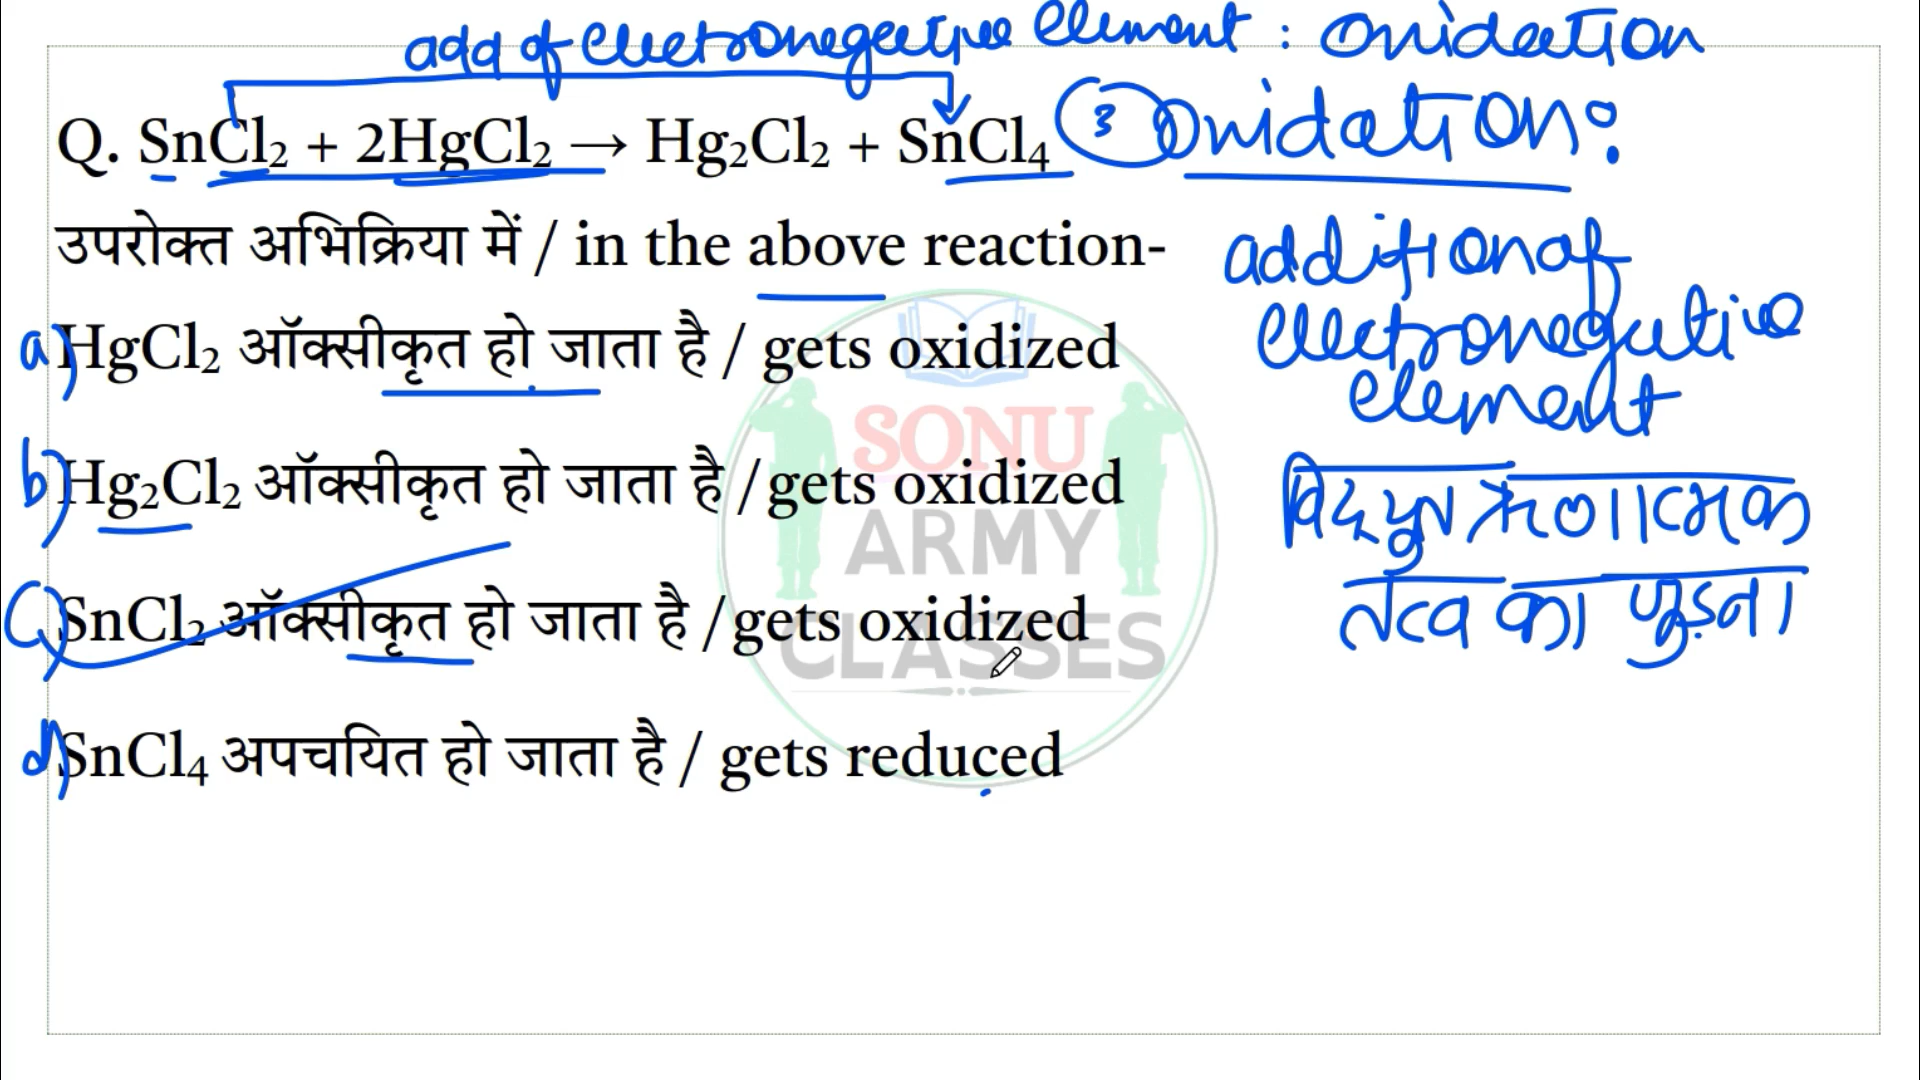 add of electronegative element : Oxidation
Q. SnCl₂ + 2HgCl₂ → Hg₂Cl₂ + SnCl₄ ③ Oxidation:
उपरोक्त अभिक्रिया में / in the above reaction-
addition of
electronegative
element
a) HgCl₂ ऑक्सीकृत हो जाता है / gets oxidized
b) Hg₂Cl₂ ऑक्सीकृत हो जाता है /gets oxidized
विद्युत ऋणात्मक
तत्व का जुड़ना
c) SnCl₂ ऑक्सीकृत हो जाता है /gets oxidized
d) SnCl₄ अपचयित हो जाता है / gets reduced
SONU
ARMY
CLASSES